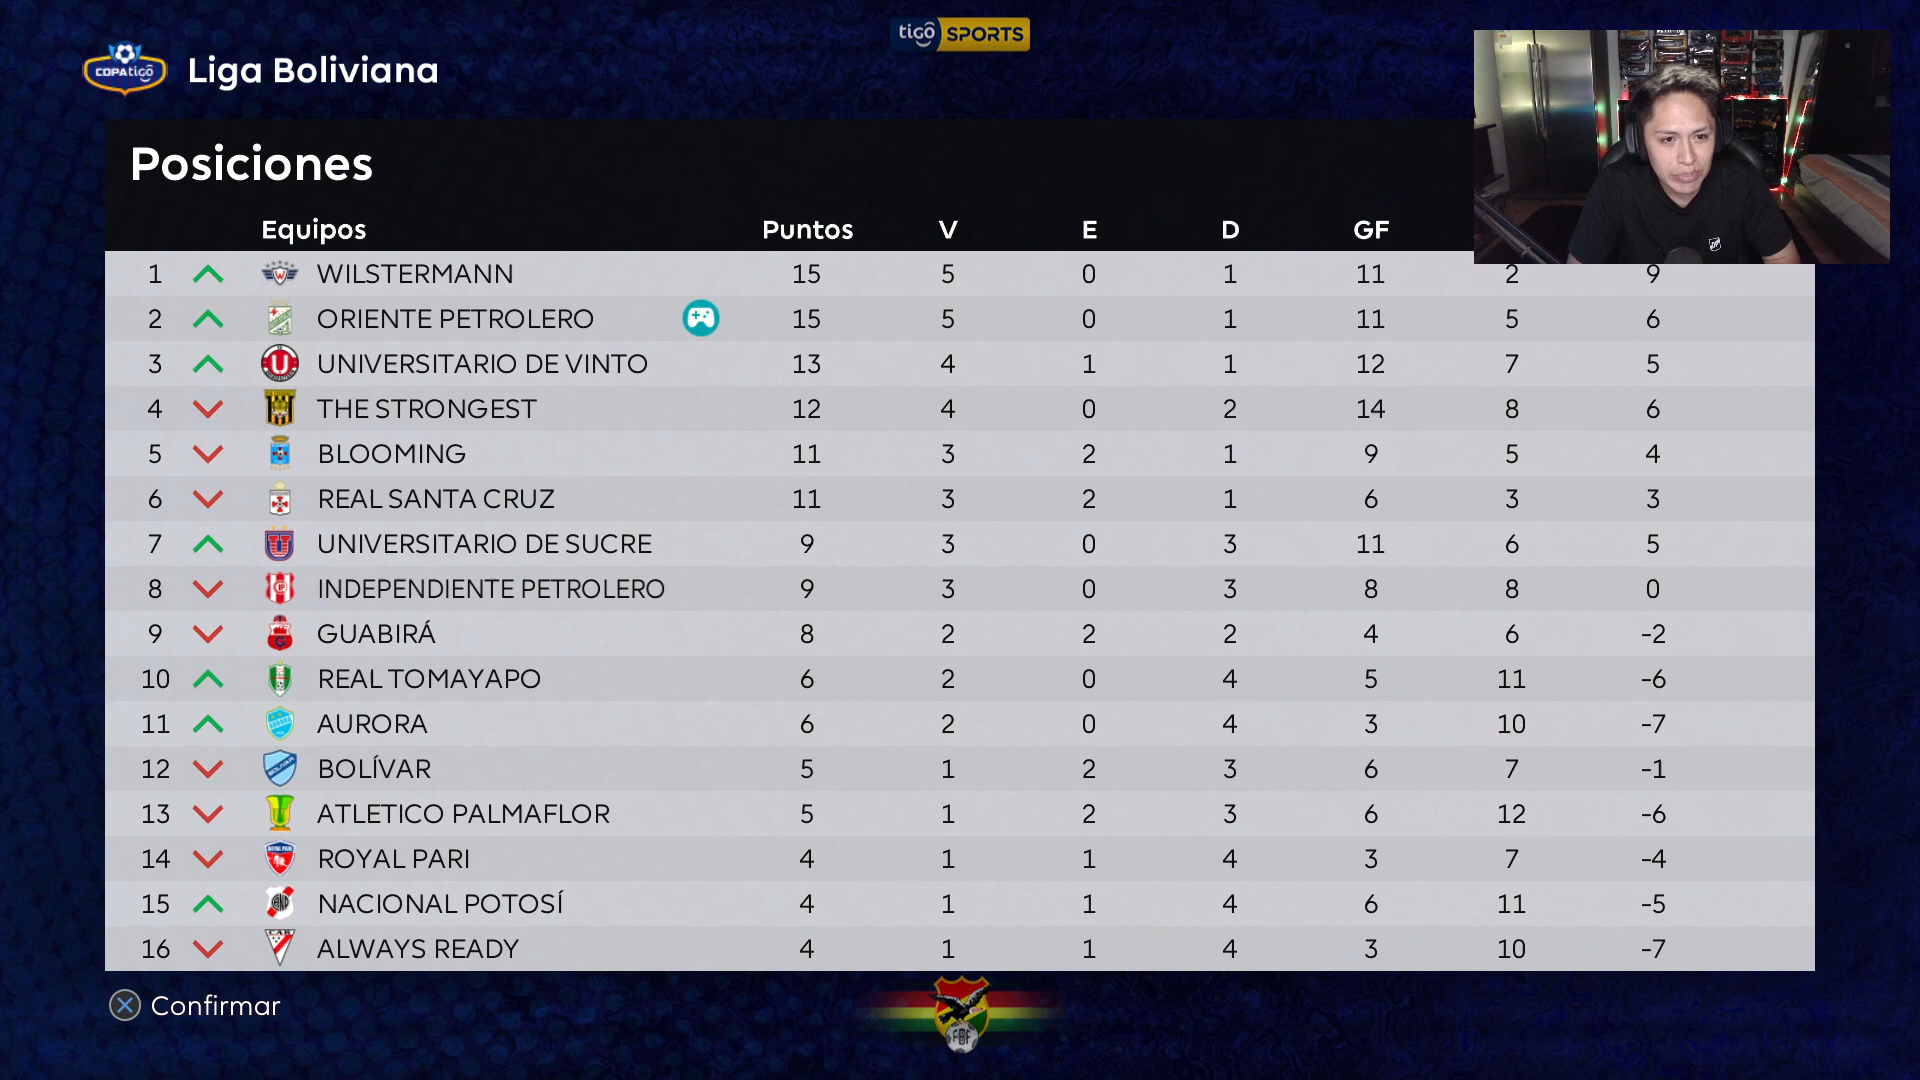 tigo SPORTS
COPA tigo Liga Boliviana
Posiciones
Equipos Puntos V E D GF
1 WILSTERMANN 15 5 0 1 11 2 9
2 ORIENTE PETROLERO 15 5 0 1 11 5 6
3 UNIVERSITARIO DE VINTO 13 4 1 1 12 7 5
4 THE STRONGEST 12 4 0 2 14 8 6
5 BLOOMING 11 3 2 1 9 5 4
6 REAL SANTA CRUZ 11 3 2 1 6 3 3
7 UNIVERSITARIO DE SUCRE 9 3 0 3 11 6 5
8 INDEPENDIENTE PETROLERO 9 3 0 3 8 8 0
9 GUABIRÁ 8 2 2 2 4 6 -2
10 REAL TOMAYAPO 6 2 0 4 5 11 -6
11 AURORA 6 2 0 4 3 10 -7
12 BOLÍVAR 5 1 2 3 6 7 -1
13 ATLETICO PALMAFLOR 5 1 2 3 6 12 -6
14 ROYAL PARI 4 1 1 4 3 7 -4
15 NACIONAL POTOSÍ 4 1 1 4 6 11 -5
16 ALWAYS READY 4 1 1 4 3 10 -7
Confirmar
FBF